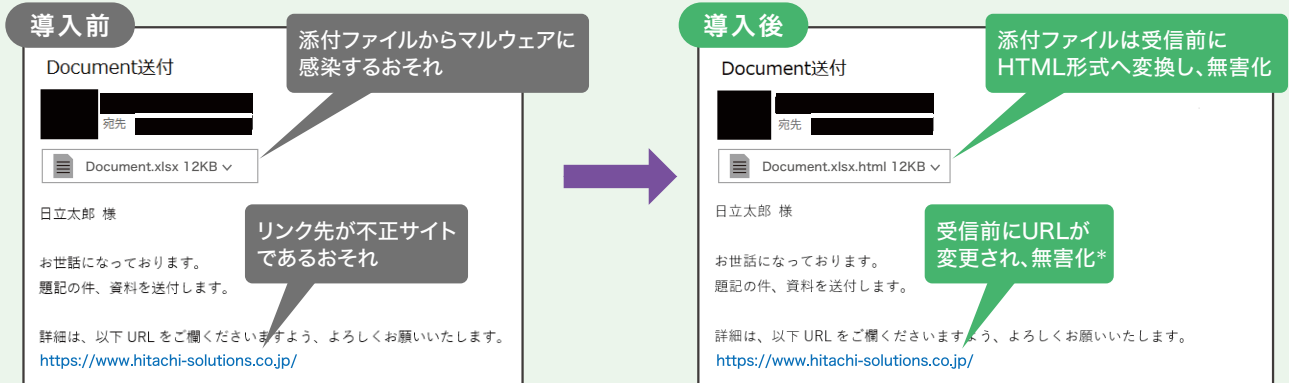 導入前
添付ファイルからマルウェアに
感染するおそれ
Document送付
宛先
Document.xlsx 12KB
日立太郎 様
リンク先が不正サイト
であるおそれ
お世話になっております。
題記の件、資料を送付します。
詳細は、以下 URL をご欄くださいますよう、よろしくお願いいたします。
https://www.hitachi-solutions.co.jp/
導入後
添付ファイルは受信前に
HTML形式へ変換し、無害化
Document送付
宛先
Document.xlsx.html 12KB
日立太郎 様
受信前にURLが
変更され、無害化*
お世話になっております。
題記の件、資料を送付します。
詳細は、以下 URL をご欄くださいますよう、よろしくお願いいたします。
https://www.hitachi-solutions.co.jp/